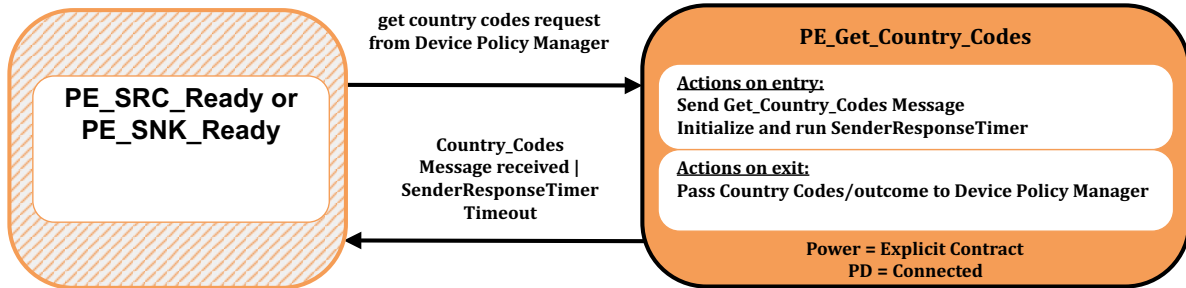 get country codes request
from Device Policy Manager
PE_SRC_Ready or
PE_SNK_Ready
Country_Codes
Message received |
SenderResponseTimer
Timeout
PE_Get_Country_Codes
Actions on entry:
Send Get_Country_Codes Message
Initialize and run SenderResponseTimer
Actions on exit:
Pass Country Codes/outcome to Device Policy Manager
Power = Explicit Contract
PD = Connected